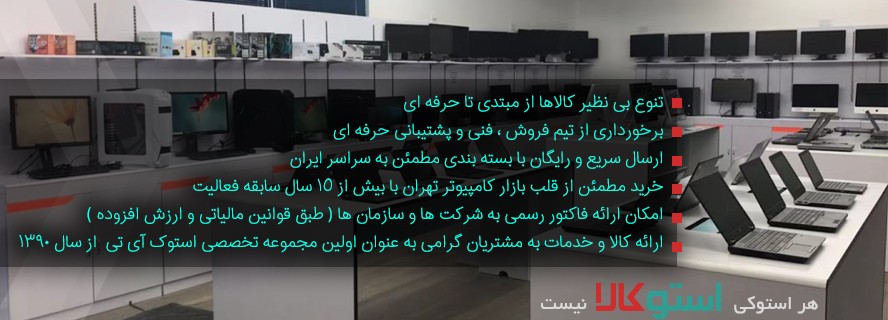 تنوع بی نظیر کالاها از مبتدی تا حرفه ای
برخورداری از تیم فروش ، فنی و پشتیبانی حرفه ای
ارسال سریع و رایگان با بسته بندی مطمئن به سراسر ایران
خرید مطمئن از قلب بازار کامپیوتر تهران با بیش از ۱۵ سال سابقه فعالیت
امکان ارائه فاکتور رسمی به شرکت ها و سازمان ها ( طبق قوانین مالیاتی و ارزش افزوده )
ارائه کالا و خدمات به مشتریان گرامی به عنوان اولین مجموعه تخصصی استوک آی تی از سال ۱۳۹۰
هر استوکی استوکالا نیست